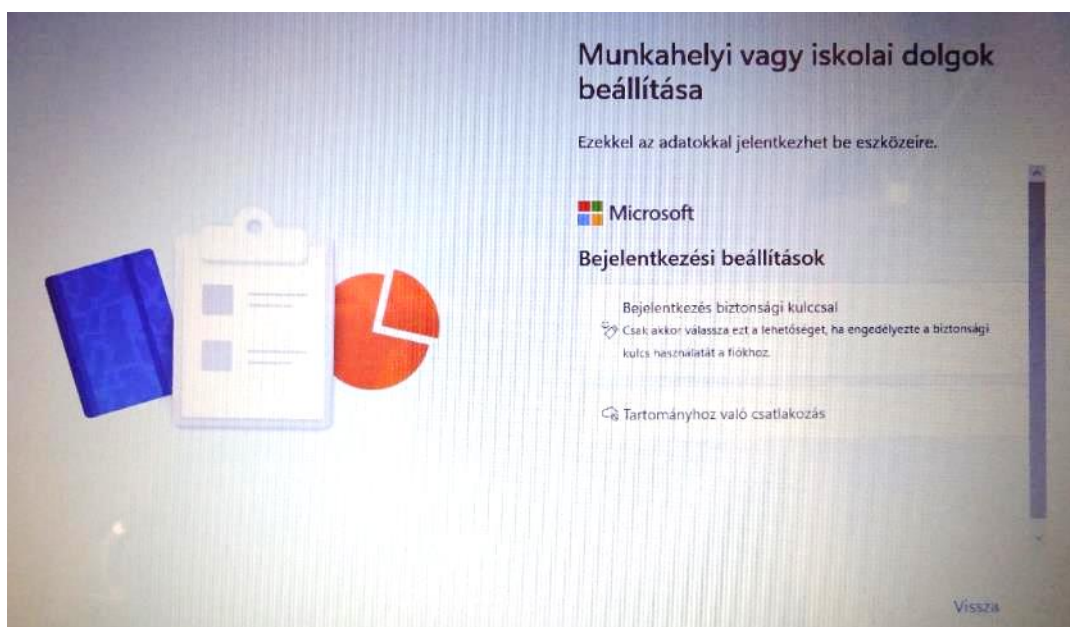 Munkahelyi vagy iskolai dolgok
beállítása
Ezekkel az adatokkal jelentkezhet be eszközeire.
Microsoft
Bejelentkezési beállítások
Bejelentkezés biztonsági kulccsal
Csak akkor válassza ezt a lehetőséget, ha engedélyezte a biztonsági
kulcs használatát a fiókhoz.
Tartományhoz való csatlakozás
Vissza